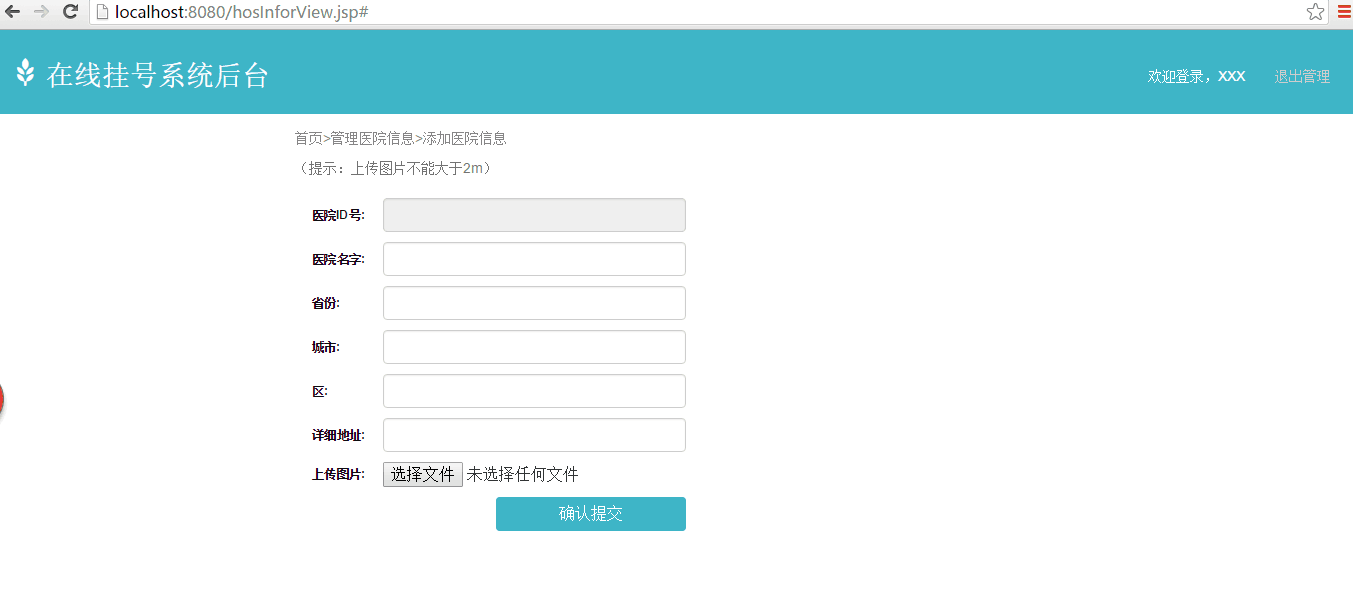 localhost:8080/hosInforView.jsp#
在线挂号系统后台
欢迎登录，XXX 退出管理
首页>管理医院信息>添加医院信息
（提示：上传图片不能大于2m）
医院ID号:
医院名字:
省份:
城市:
区:
详细地址:
上传图片: 选择文件 未选择任何文件
确认提交